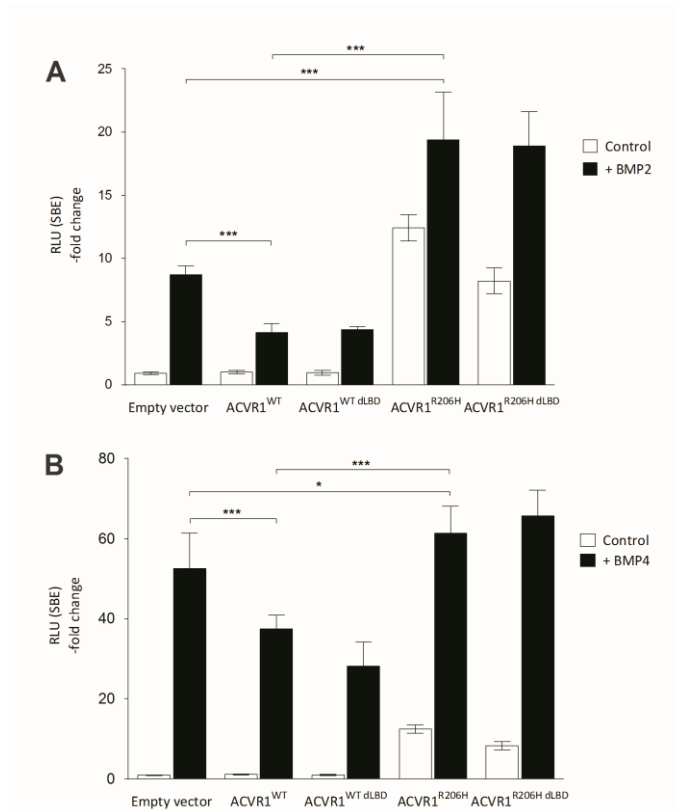 A
***
***
25
20
15
10
5
0
RLU (SBE)
-fold change
***
Control
+ BMP2
Empty vector
ACVR1WT
ACVR1WT dLBD
ACVR1R206H
ACVR1R206H dLBD
B
80
60
40
20
0
RLU (SBE)
-fold change
***
*
***
Control
+ BMP4
Empty vector
ACVR1WT
ACVR1WT dLBD
ACVR1R206H
ACVR1R206H dLBD